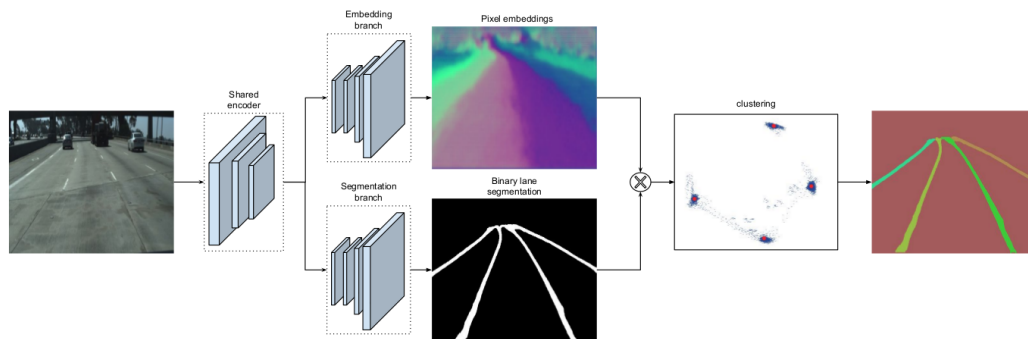 Embedding
branch
Pixel embeddings
Shared
encoder
clustering
Segmentation
branch
Binary lane
segmentation